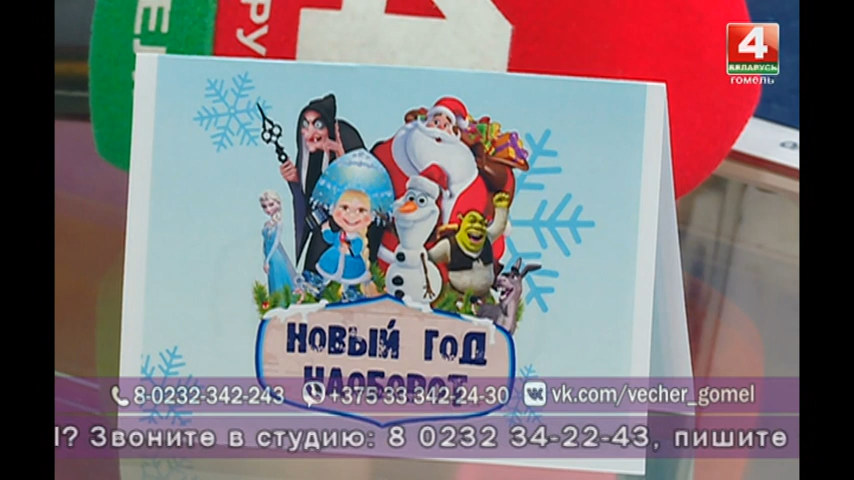 4
БЕЛАРУСЬ
ГОМЕЛЬ
НОВЫЙ ГОД
НАОБОРОТ
8-0232-342-243 +375 33 342-24-30 vk.com/vecher_gomel
? Звоните в студию: 8 0232 34-22-43, пишите